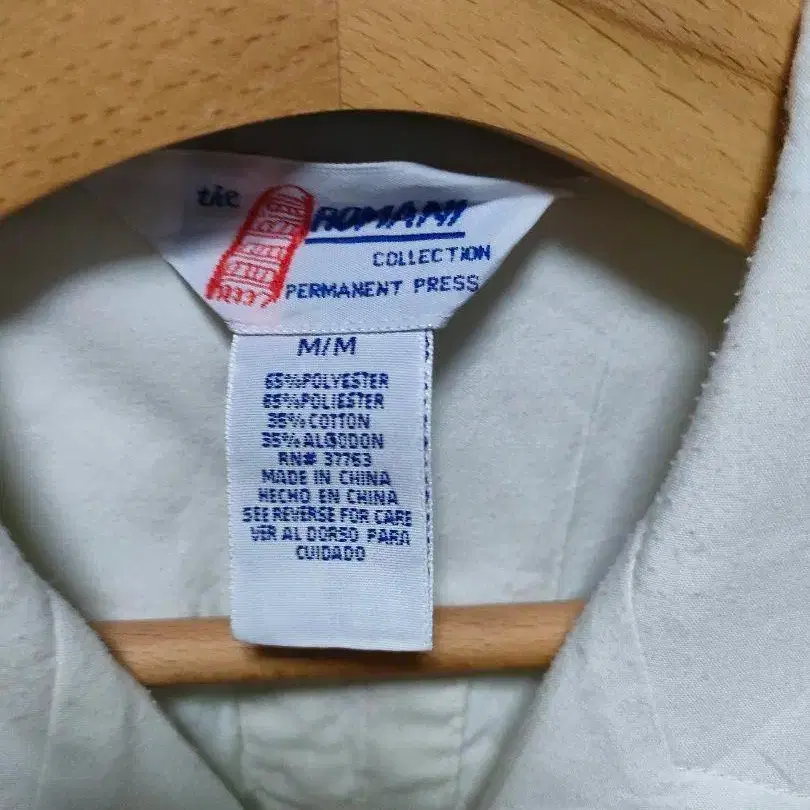 the ROMANI
COLLECTION
PERMANENT PRESS
M/M
65%POLYESTER
65%POLIESTER
35%COTTON
35%ALGODON
RN# 37763
MADE IN CHINA
HECHO EN CHINA
SEE REVERSE FOR CARE
VER AL DORSO PARA
CUIDADO